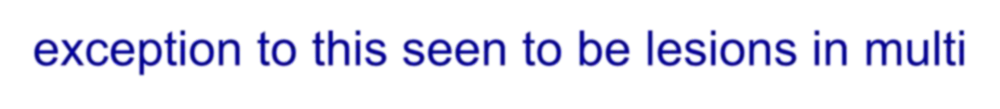 exception to this seen to be lesions in multi